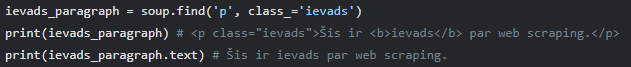 ievads_paragraph = soup.find('p', class_='ievads')
print(ievads_paragraph) # <p class="ievads">Šis ir <b>ievads</b> par web scraping.</p>
print(ievads_paragraph.text) # Šis ir ievads par web scraping.